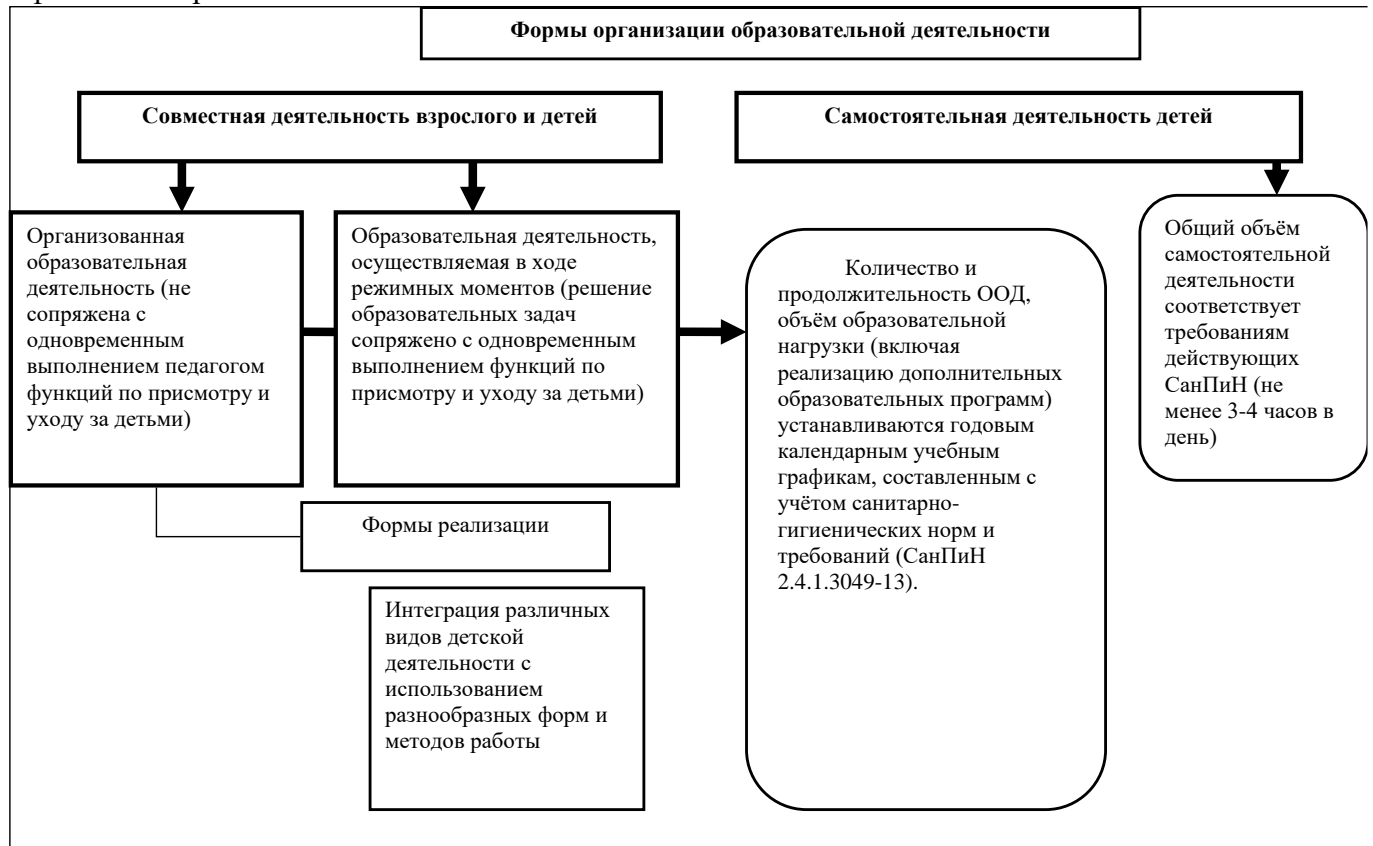 Формы организации образовательной деятельности
Совместная деятельность взрослого и детей
Самостоятельная деятельность детей
Организованная
образовательная
деятельность (не
сопряжена с
одновременным
выполнением педагогом
функций по присмотру и
уходу за детьми)
Образовательная деятельность,
осуществляемая в ходе
режимных моментов (решение
образовательных задач
сопряжено с одновременным
выполнением функций по
присмотру и уходу за детьми)
Количество и
продолжительность ООД,
объём образовательной
нагрузки (включая
реализацию дополнительных
образовательных программ)
устанавливаются годовым
календарным учебным
графикам, составленным с
учётом санитарно-
гигиенических норм и
требований (СанПиН
2.4.1.3049-13).
Общий объём
самостоятельной
деятельности
соответствует
требованиям
действующих
СанПиН (не
менее 3-4 часов в
день)
Формы реализации
Интеграция различных
видов детской
деятельности с
использованием
разнообразных форм и
методов работы